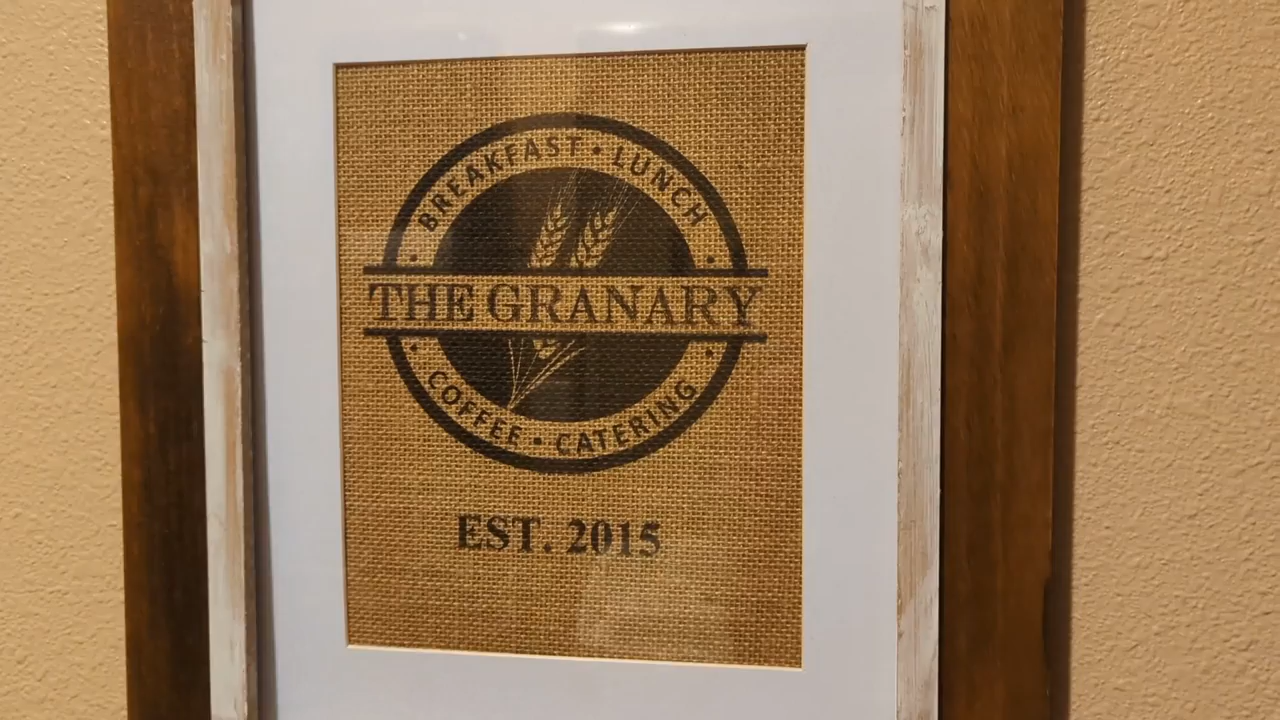 BREAKFAST • LUNCH
THE GRANARY
COFFEE • CATERING
EST. 2015